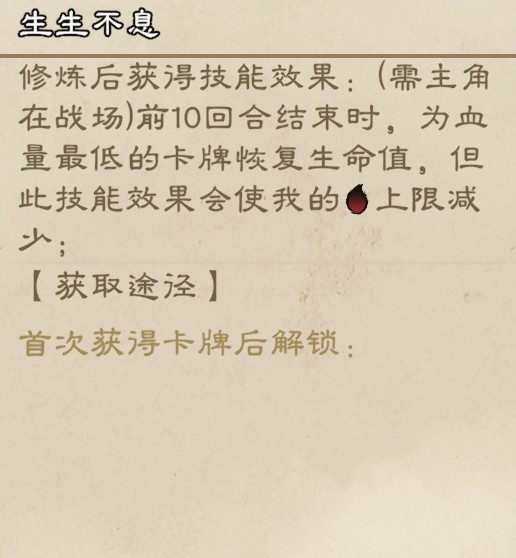 生生不息
修炼后获得技能效果：(需主角
在战场)前10回合结束时，为血
量最低的卡牌恢复生命值，但
此技能效果会使我的上限减
少；
【获取途径】
首次获得卡牌后解锁：